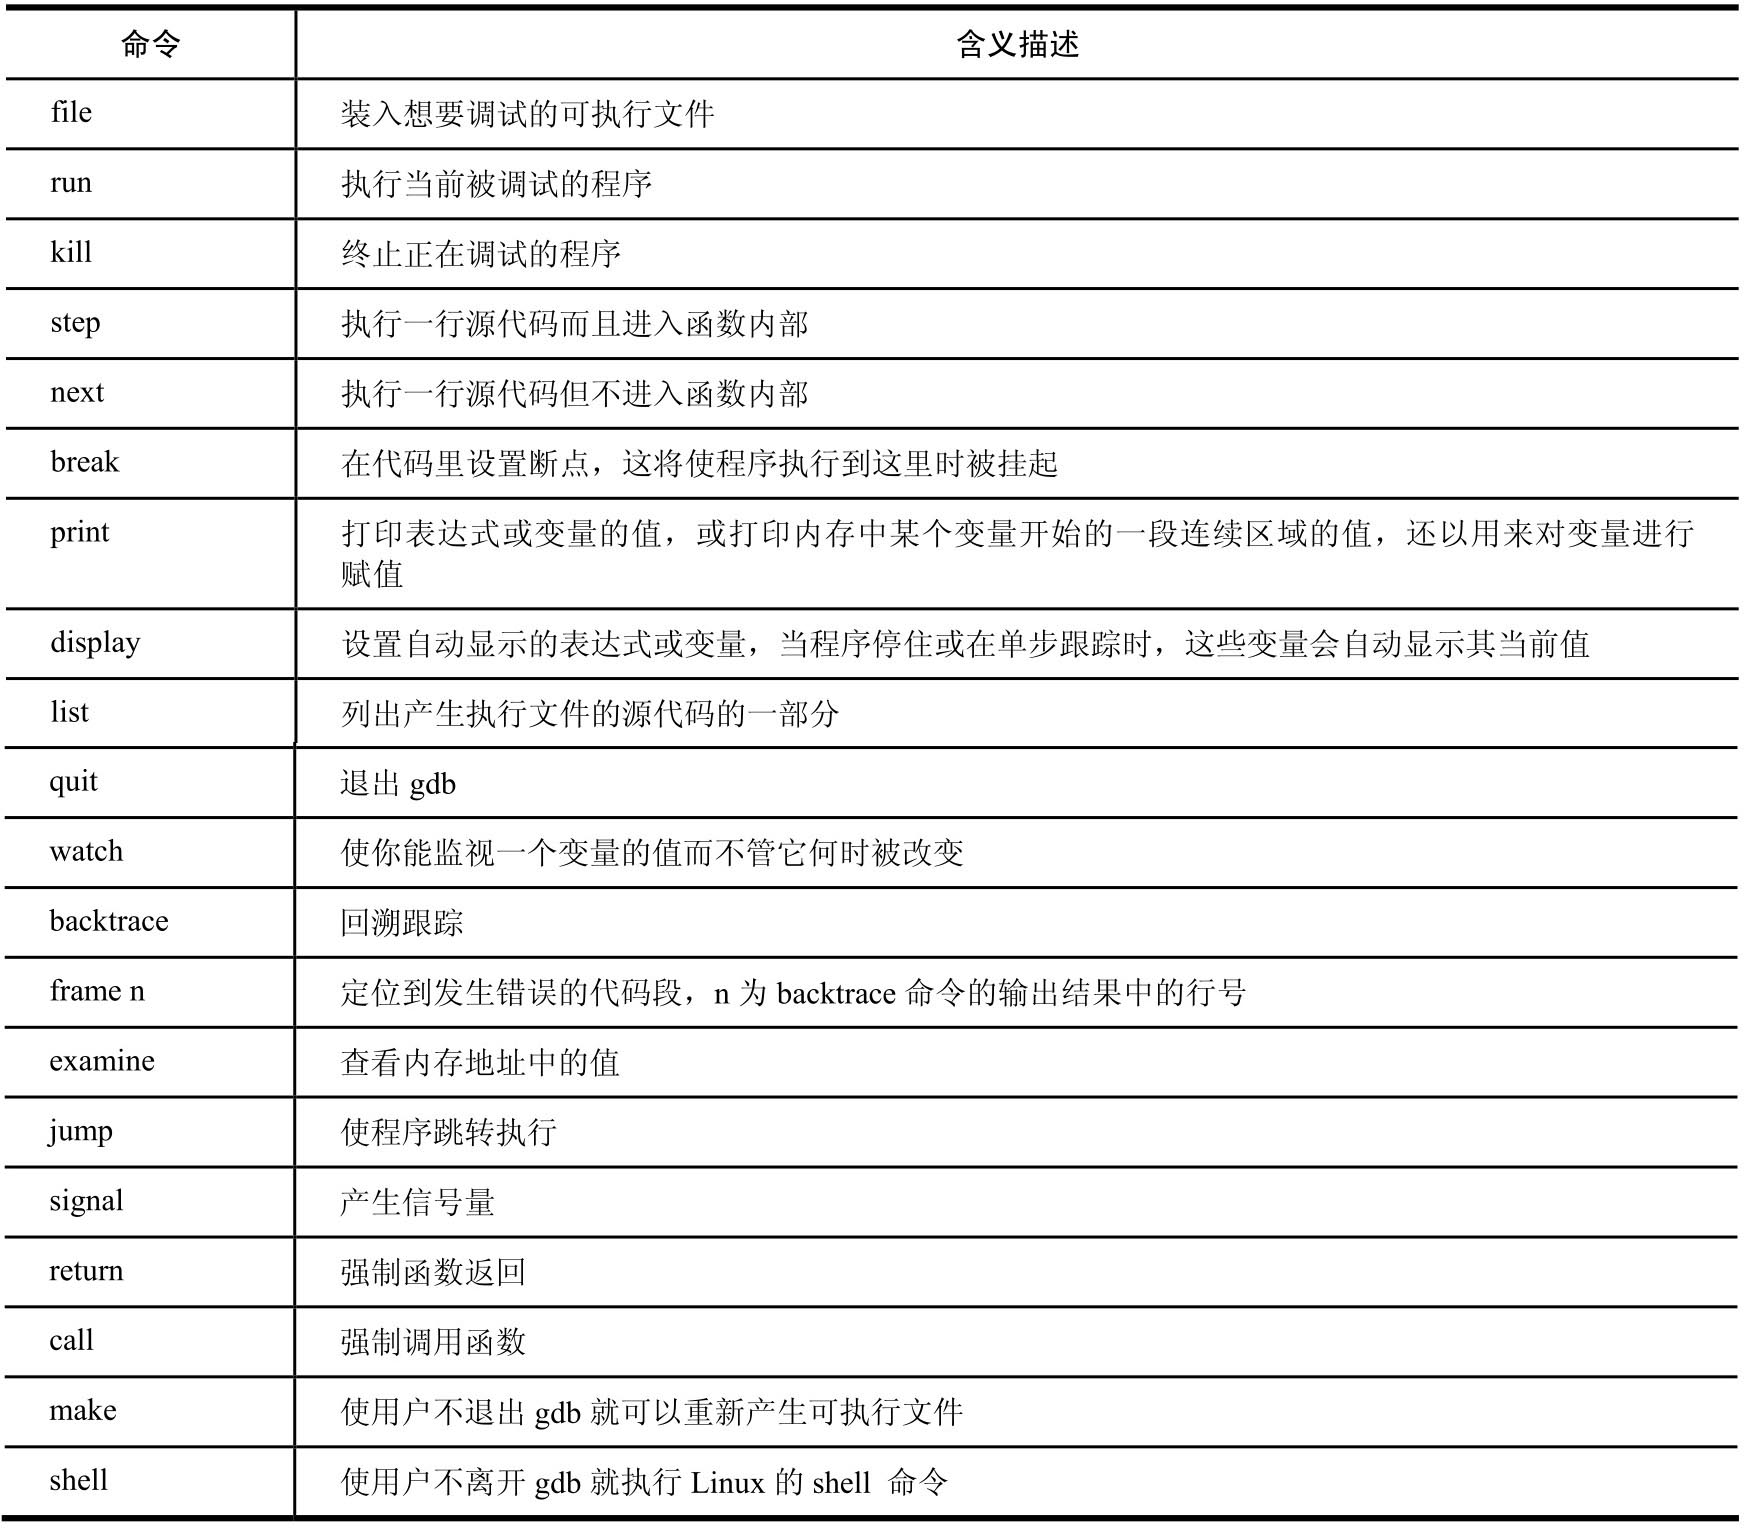 命令 含义描述
file 装入想要调试的可执行文件
run 执行当前被调试的程序
kill 终止正在调试的程序
step 执行一行源代码而且进入函数内部
next 执行一行源代码但不进入函数内部
break 在代码里设置断点，这将使程序执行到这里时被挂起
print 打印表达式或变量的值，或打印内存中某个变量开始的一段连续区域的值，还以用来对变量进行
赋值
display 设置自动显示的表达式或变量，当程序停住或在单步跟踪时，这些变量会自动显示其当前值
list 列出产生执行文件的源代码的一部分
quit 退出 gdb
watch 使你能监视一个变量的值而不管它何时被改变
backtrace 回溯跟踪
frame n 定位到发生错误的代码段，n 为 backtrace 命令的输出结果中的行号
examine 查看内存地址中的值
jump 使程序跳转执行
signal 产生信号量
return 强制函数返回
call 强制调用函数
make 使用户不退出 gdb 就可以重新产生可执行文件
shell 使用户不离开 gdb 就执行 Linux 的 shell 命令